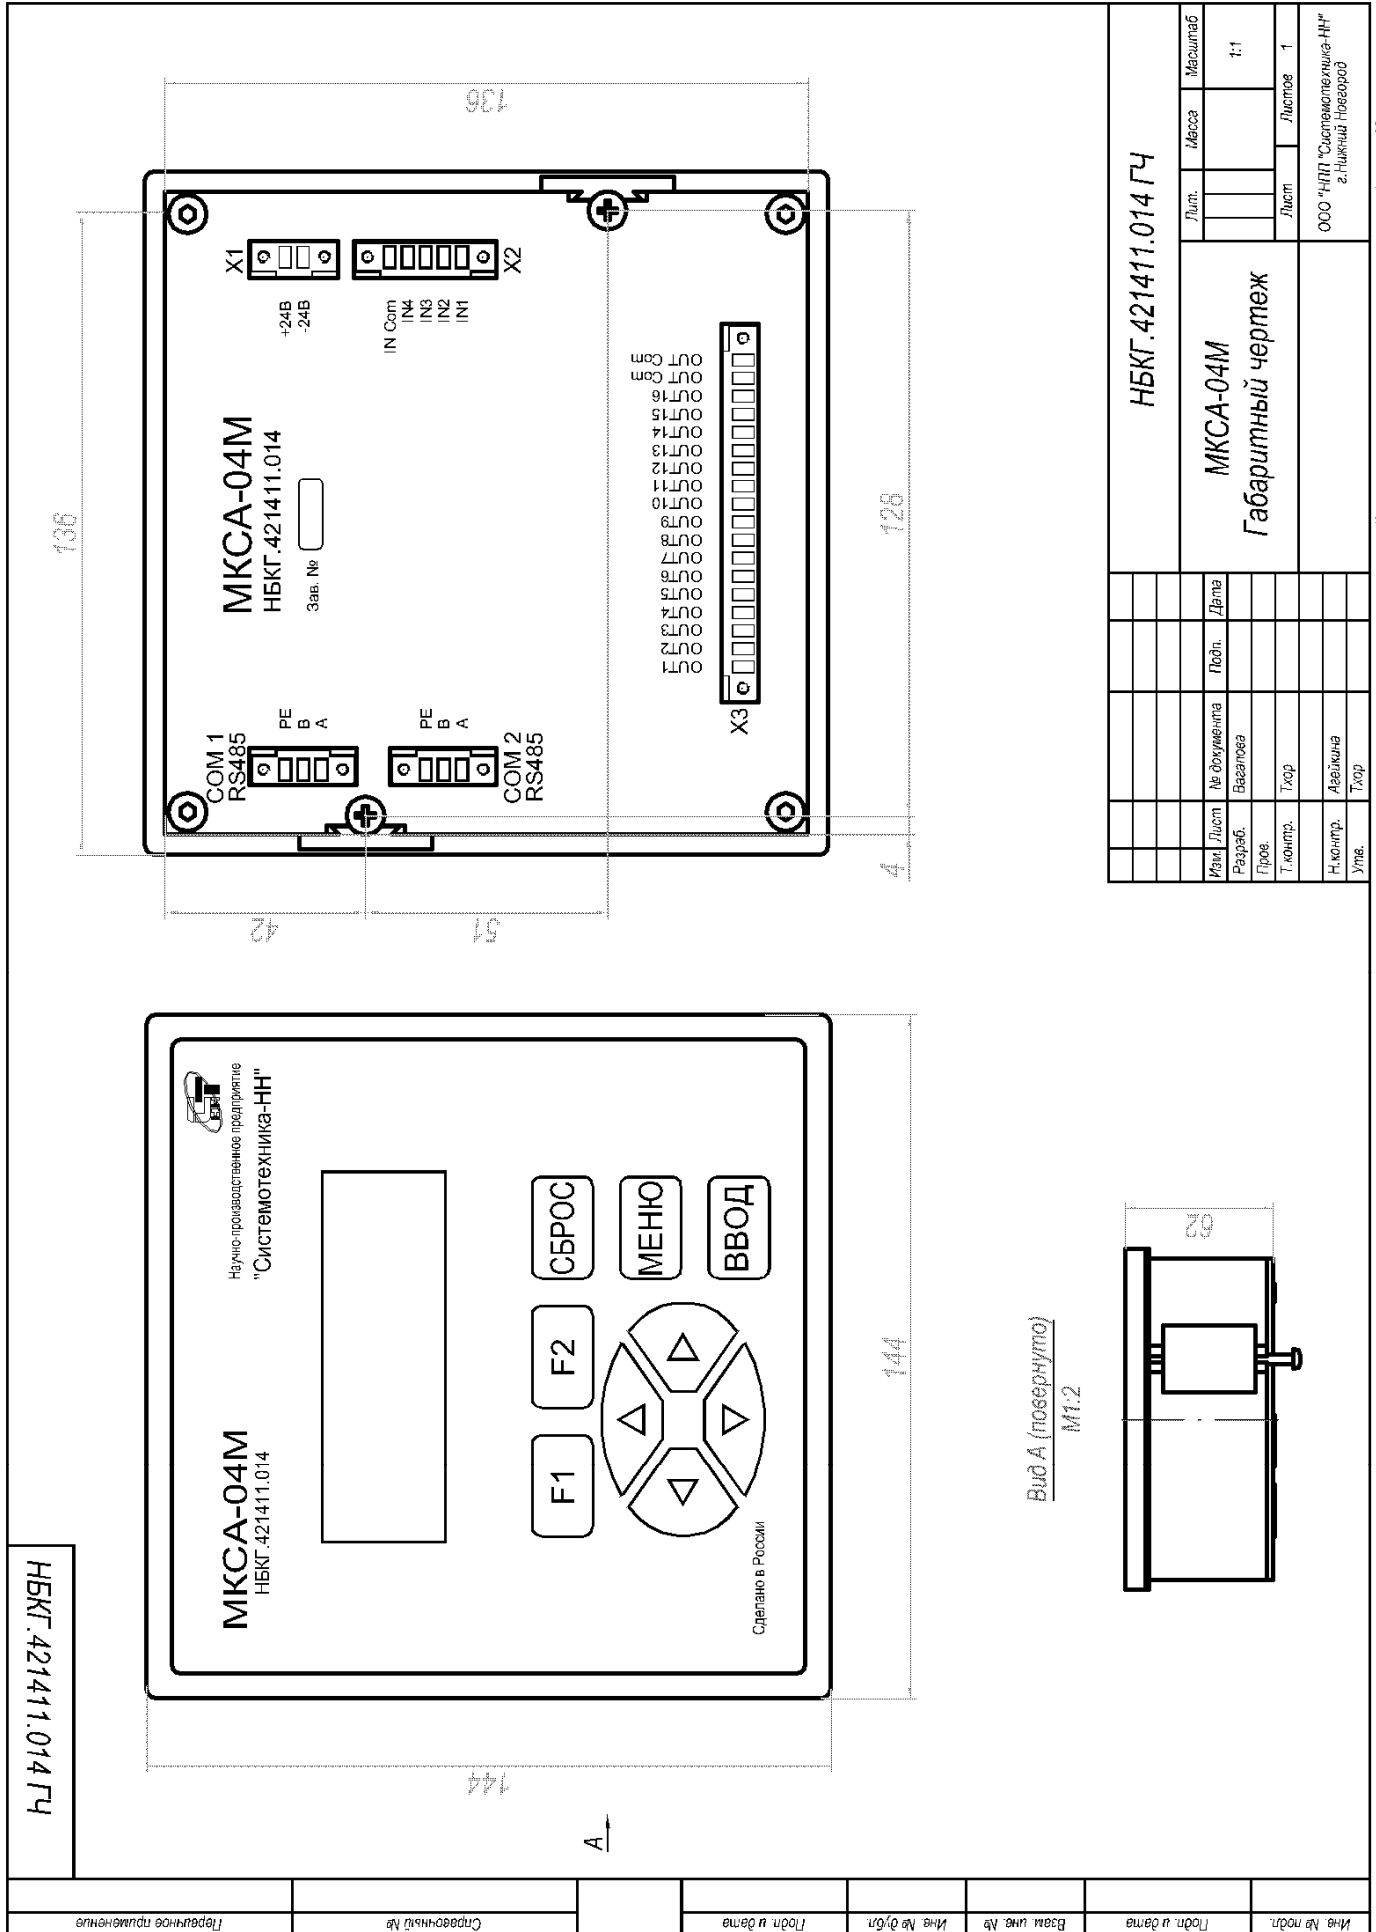 НБКГ.421411.014 ГЧ
Первичное применение
Справочный №
Подп. и дата
Инв. № дубл.
Взам. инв. №
Подп. и дата
Инв. № подл.
МКСА-04М
НБКГ.421411.014
Научно-производственное предприятие
"Системотехника-НН"
F1
F2
СБРОС
МЕНЮ
ВВОД
Сделано в России
144
144
А
Вид А (повернуто)
М1:2
62
136
136
128
4
42
51
COM 1
RS485
PE
B
A
COM 2
RS485
PE
B
A
МКСА-04М
НБКГ.421411.014
Зав. №
X1
+24В
-24В
X2
IN Com
IN4
IN3
IN2
IN1
X3
OUT1
OUT2
OUT3
OUT4
OUT5
OUT6
OUT7
OUT8
OUT9
OUT10
OUT11
OUT12
OUT13
OUT14
OUT15
OUT16
OUT Com
OUT Com
НБКГ.421411.014 ГЧ
МКСА-04М
Габаритный чертеж
Лит.
Масса
Масштаб
1:1
Лист
Листов 1
ООО "НПП "Системотехника-НН"
г.Нижний Новгород
Изм. Лист № документа Подп. Дата
Разраб. Вагапова
Пров.
Т.контр. Тхор
Н.контр. Агейкина
Утв. Тхор